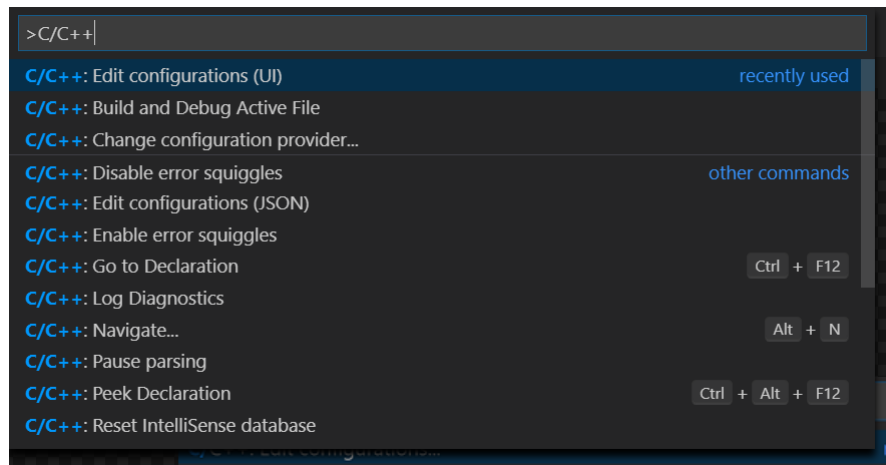 >C/C++
C/C++: Edit configurations (UI) recently used
C/C++: Build and Debug Active File
C/C++: Change configuration provider...
C/C++: Disable error squiggles other commands
C/C++: Edit configurations (JSON)
C/C++: Enable error squiggles
C/C++: Go to Declaration Ctrl + F12
C/C++: Log Diagnostics
C/C++: Navigate... Alt + N
C/C++: Pause parsing
C/C++: Peek Declaration Ctrl + Alt + F12
C/C++: Reset IntelliSense database
C/C++: Edit configurations...